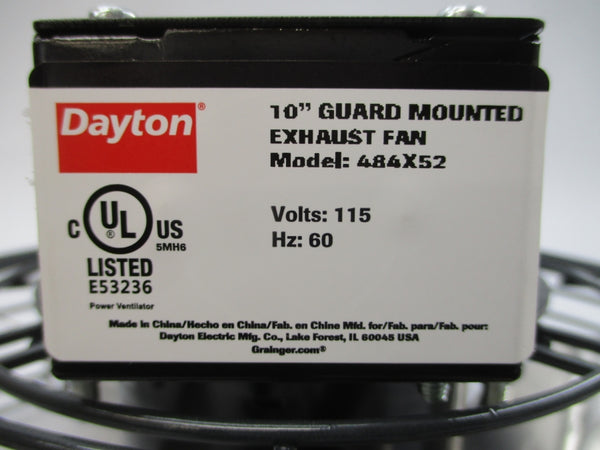 Dayton®
10” GUARD MOUNTED
EXHAUST FAN
Model: 484X52
Volts: 115
Hz: 60
C UL® US
5MH6
LISTED
E53236
Power Ventilator
Made in China/Hecho en China/Fab. en Chine Mfd. for/Fab. para/Fab. pour:
Dayton Electric Mfg. Co., Lake Forest, IL 60045 USA
Grainger.com®